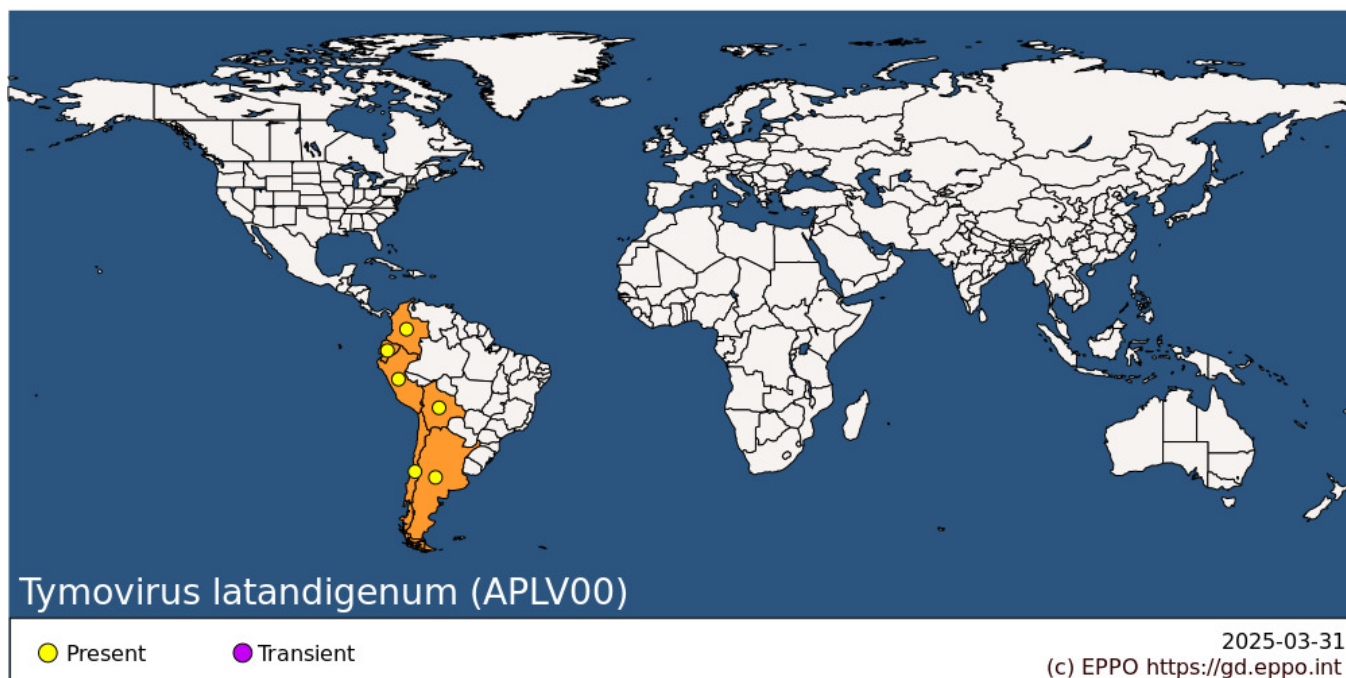 Tymovirus latandigenum (APLV00)
Present
Transient
2025-03-31
(c) EPPO https://gd.eppo.int